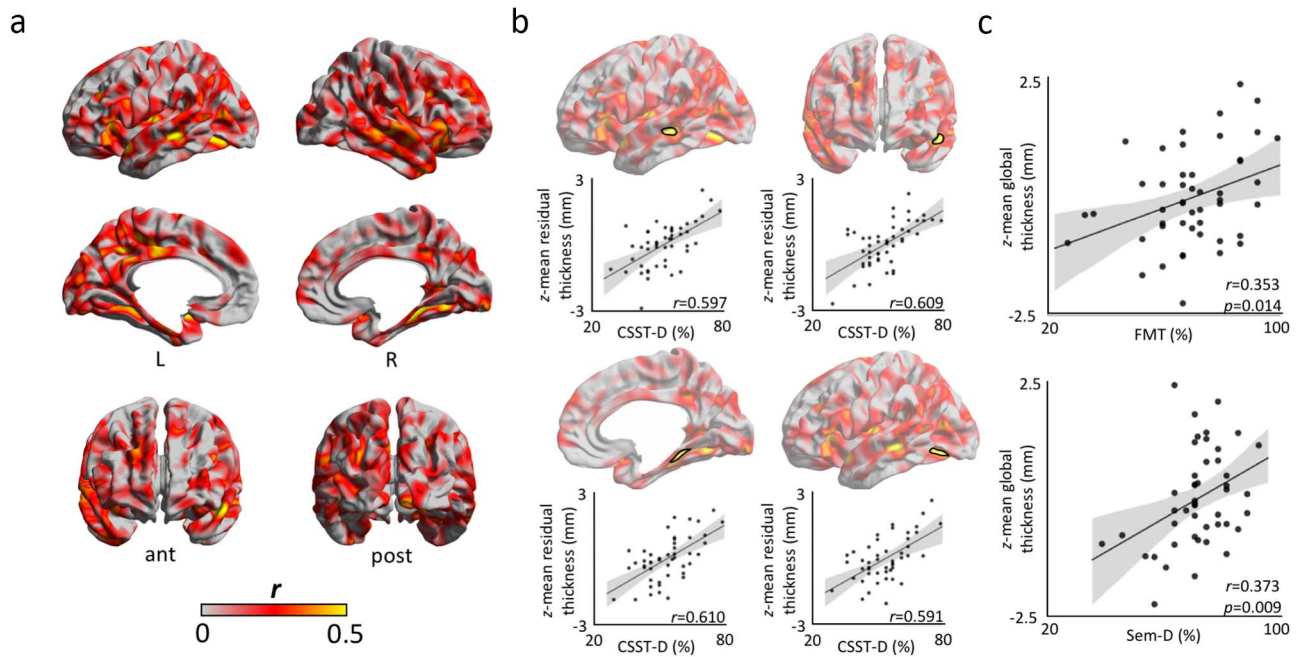 a
L
R
ant
post
r
0
0.5
b
3
z-mean residual
thickness (mm)
r=0.597
-3
20
CSST-D (%)
80
3
z-mean residual
thickness (mm)
r=0.609
-3
20
CSST-D (%)
80
3
z-mean residual
thickness (mm)
r=0.610
-3
20
CSST-D (%)
80
3
z-mean residual
thickness (mm)
r=0.591
-3
20
CSST-D (%)
80
c
2.5
z-mean global
thickness (mm)
r=0.353
p=0.014
-2.5
20
FMT (%)
100
2.5
z-mean global
thickness (mm)
r=0.373
p=0.009
-2.5
20
Sem-D (%)
100